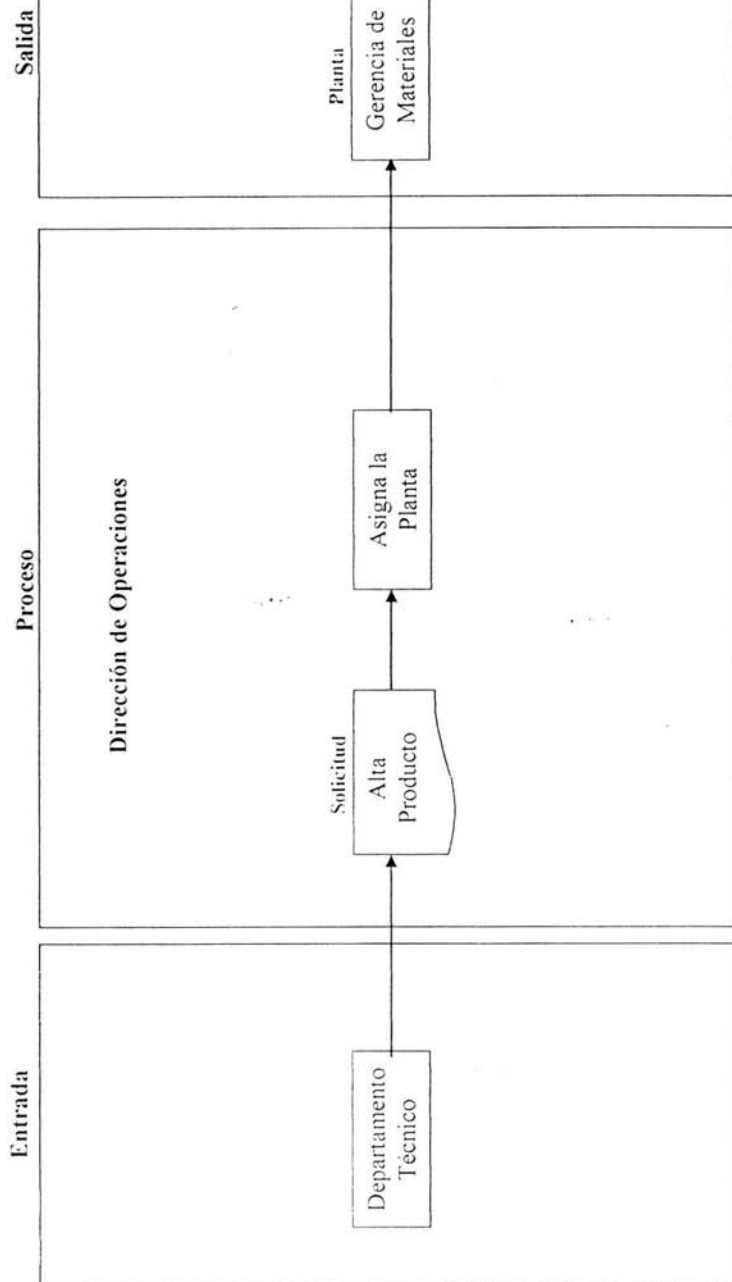 Entrada
Proceso
Salida
Dirección de Operaciones
Departamento
Técnico
Solicitud
Alta
Producto
Asigna la
Planta
Planta
Gerencia de
Materiales